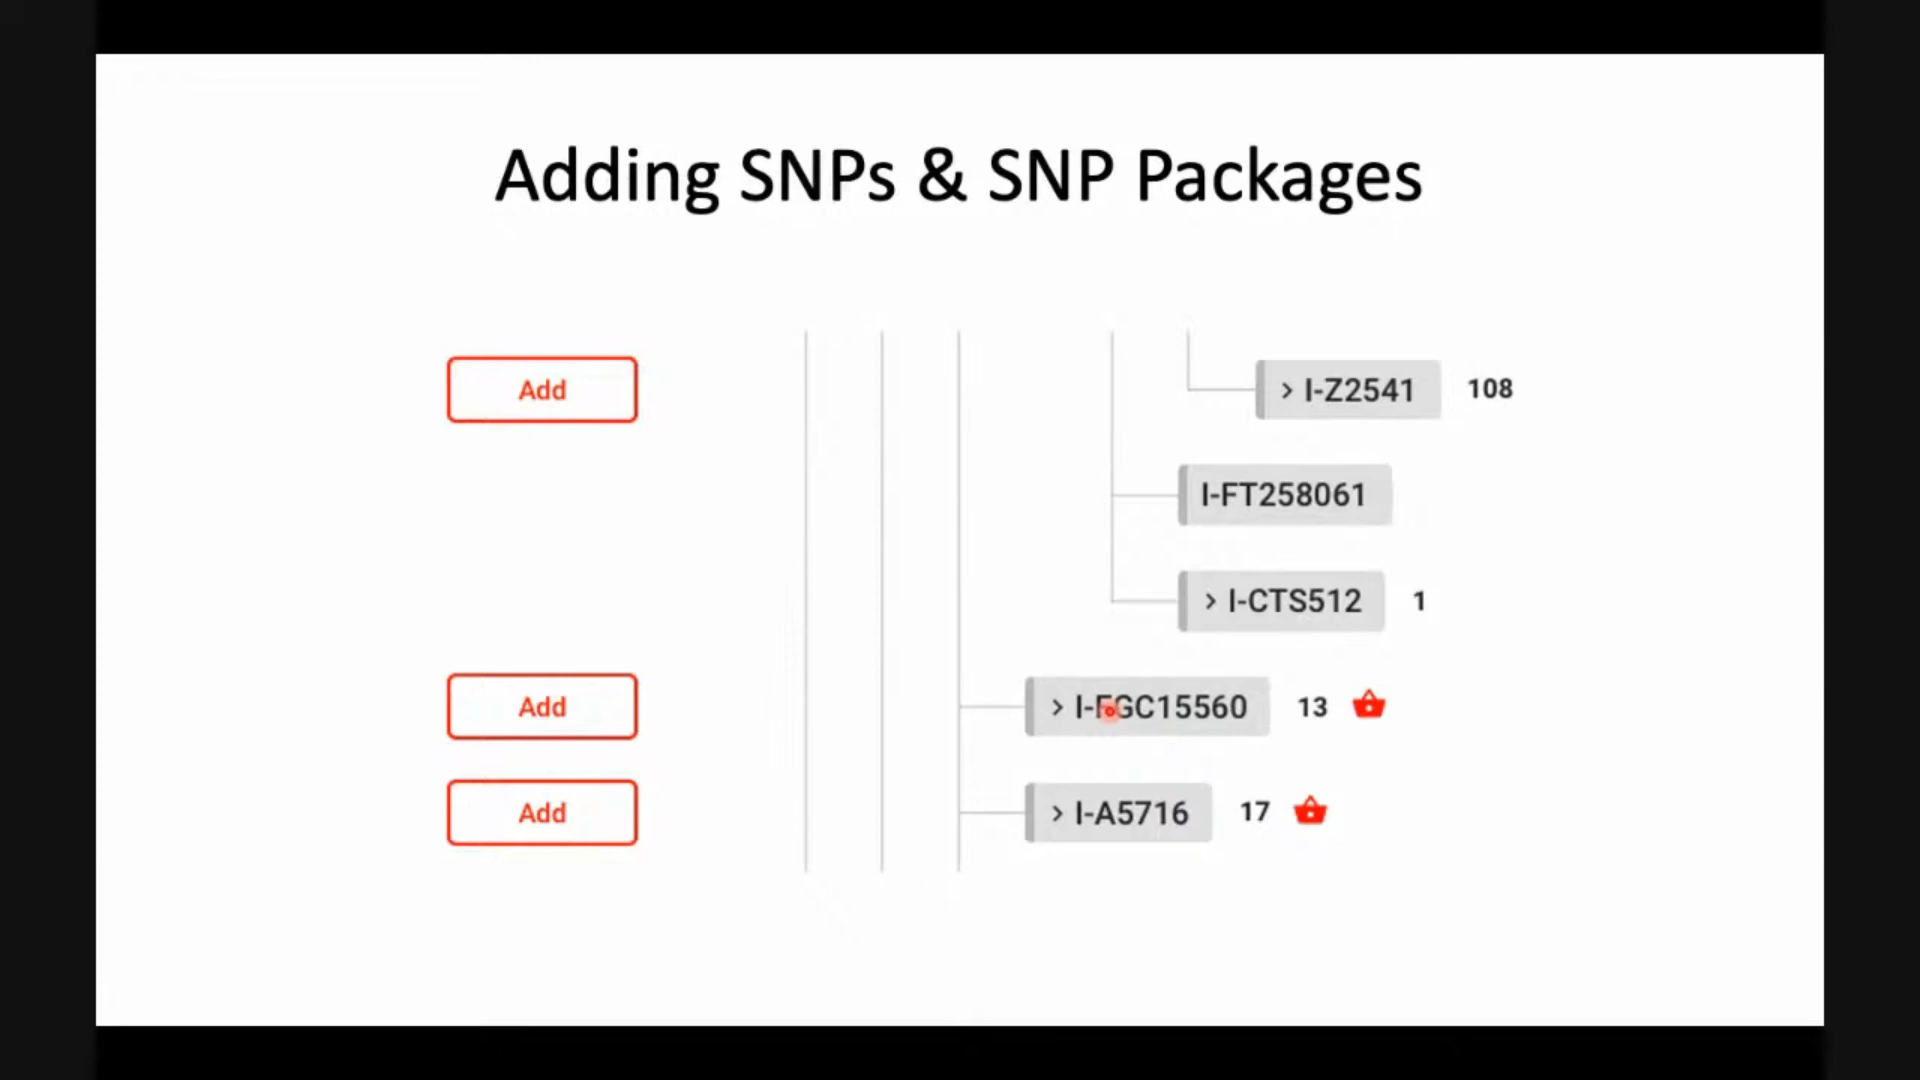 Adding SNPs & SNP Packages
Add > I-Z2541 108
I-FT258061
> I-CTS512 1
Add > I-FGC15560 13
Add > I-A5716 17